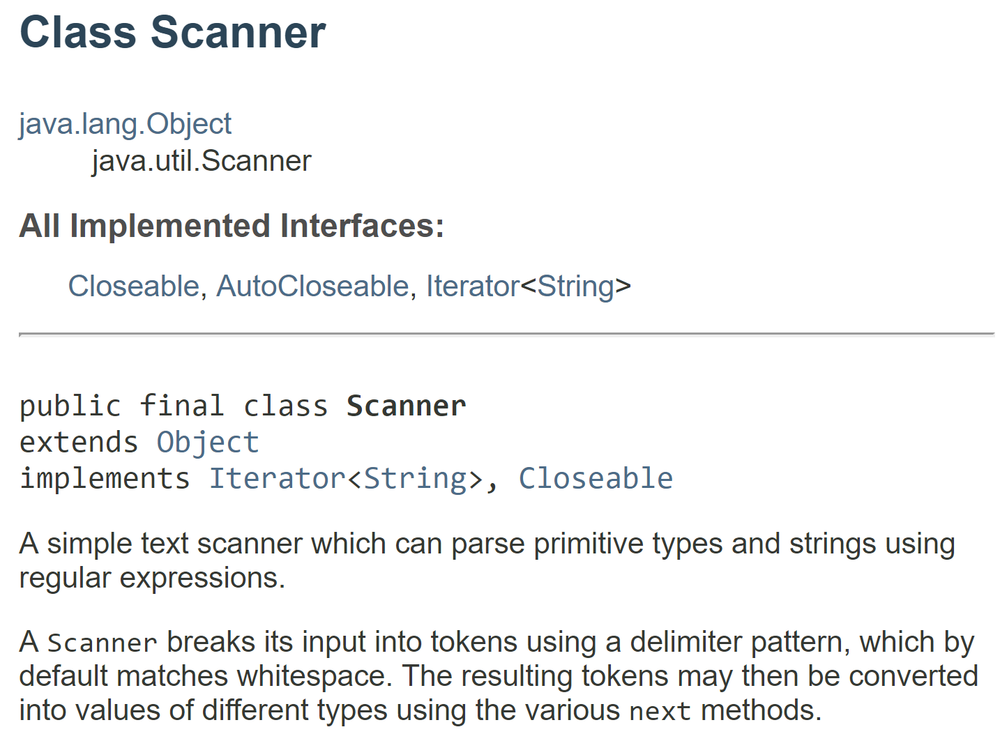 Class Scanner
java.lang.Object
java.util.Scanner
All Implemented Interfaces:
Closeable, AutoCloseable, Iterator<String>
public final class Scanner
extends Object
implements Iterator<String>, Closeable
A simple text scanner which can parse primitive types and strings using
regular expressions.
A Scanner breaks its input into tokens using a delimiter pattern, which by
default matches whitespace. The resulting tokens may then be converted
into values of different types using the various next methods.